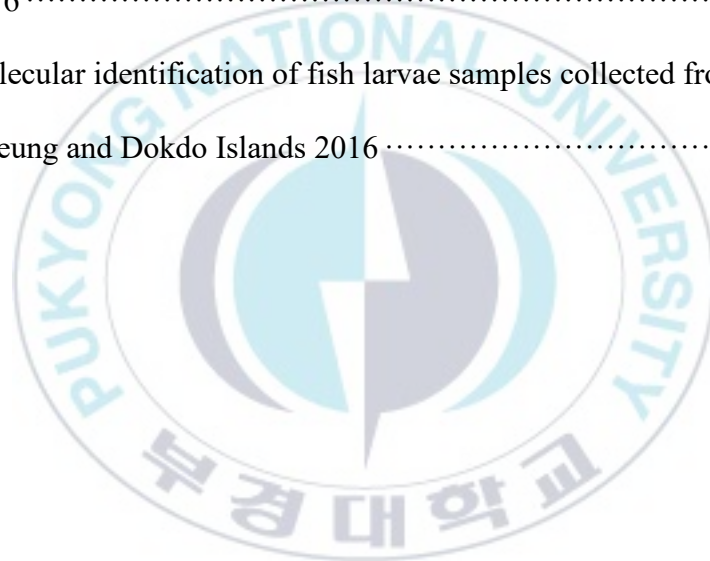 6 ························································
lecular identification of fish larvae samples collected fro
eung and Dokdo Islands 2016 ··························
PUKYONG NATIONAL UNIVERSITY
부경대학교